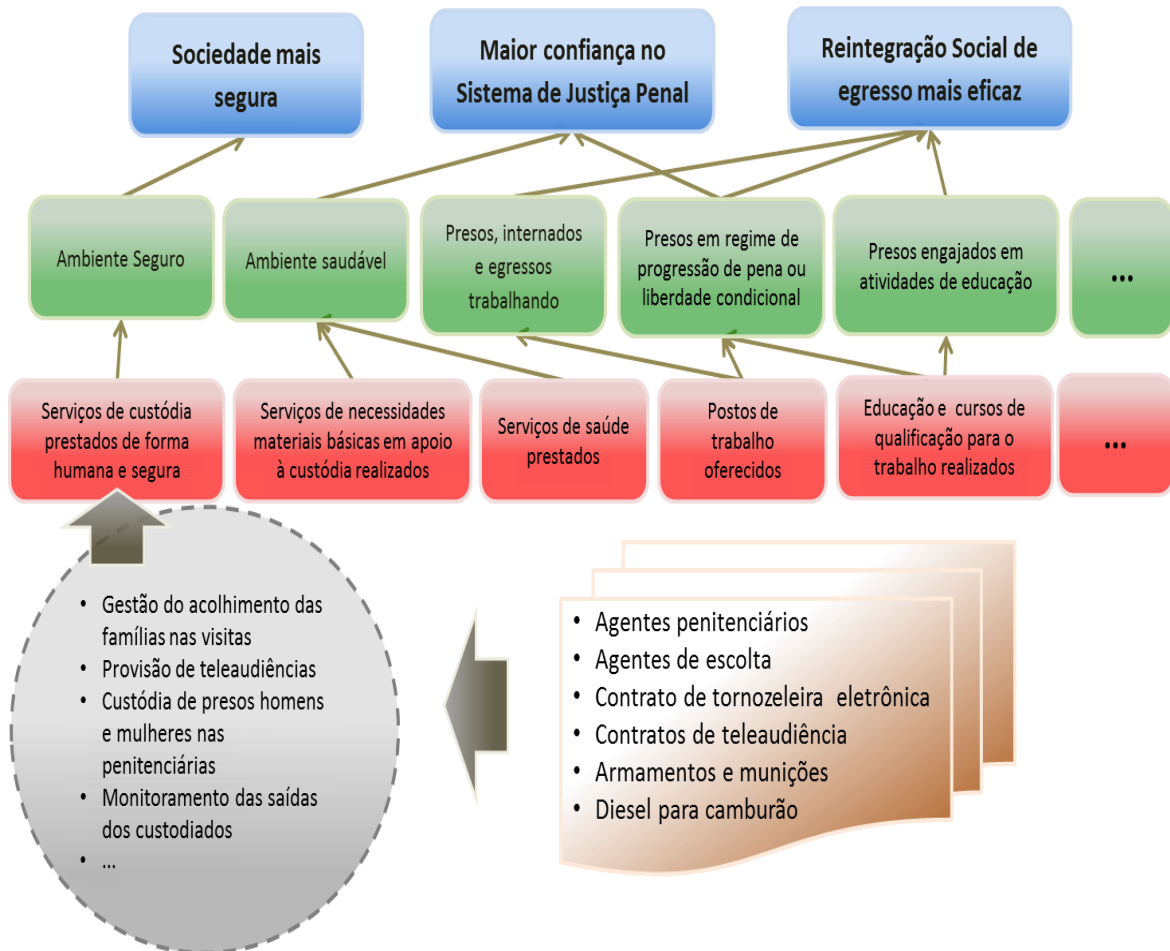 Sociedade mais
segura
Maior confiança no
Sistema de Justiça Penal
Reintegração Social de
egresso mais eficaz
Ambiente Seguro
Ambiente saudável
Presos, internados
e egressos
trabalhando
Presos em regime de
progressão de pena ou
liberdade condicional
Presos engajados em
atividades de educação
...
Serviços de custódia
prestados de forma
humana e segura
Serviços de necessidades
materiais básicas em apoio
à custódia realizados
Serviços de saúde
prestados
Postos de
trabalho
oferecidos
Educação e cursos de
qualificação para o
trabalho realizados
...
• Gestão do acolhimento das
famílias nas visitas
• Provisão de teleaudiências
• Custódia de presos homens
e mulheres nas
penitenciárias
• Monitoramento das saídas
dos custodiados
• ...
• Agentes penitenciários
• Agentes de escolta
• Contrato de tornozeleira eletrônica
• Contratos de teleaudiência
• Armamentos e munições
• Diesel para camburão